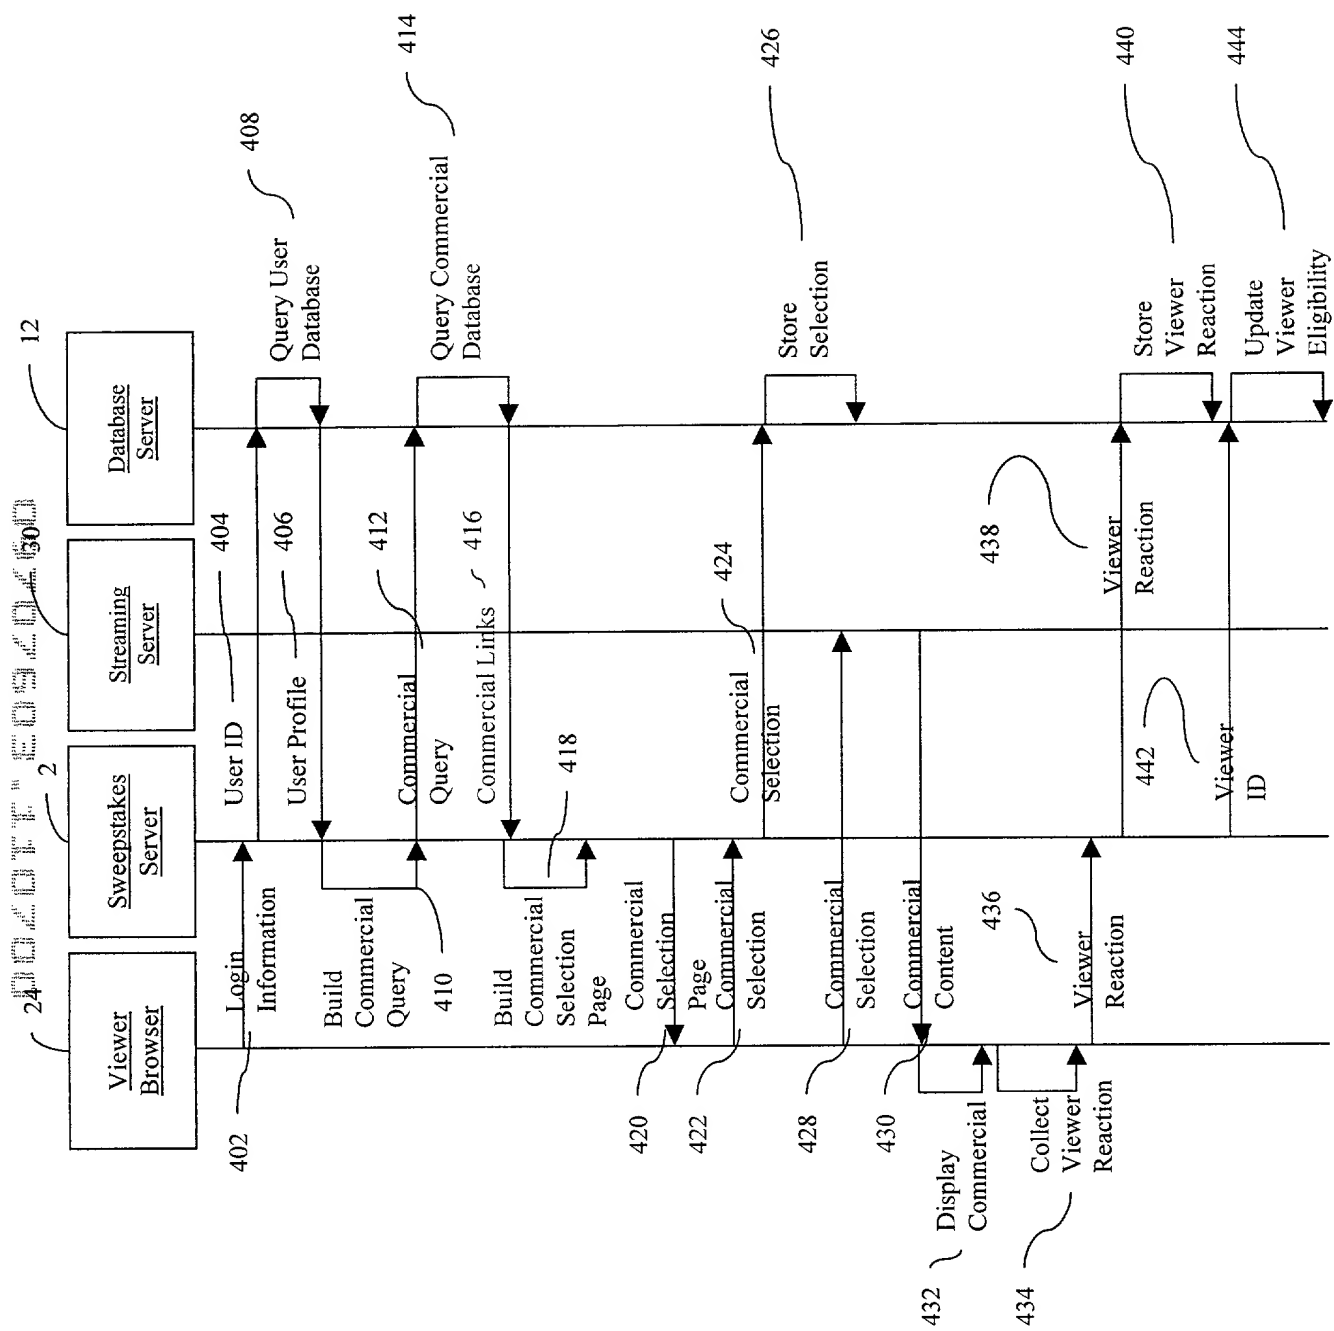 24
2
30
12
Viewer
Browser
Sweepstakes
Server
Streaming
Server
Database
Server
402
Login
Information
User ID
404
Query User
Database
408
User Profile
406
Build
Commercial
Query
410
Commercial
Query
412
Query Commercial
Database
414
Commercial Links
416
Build
Commercial
Selection
Page
418
420
Commercial
Selection
Page
422
Commercial
Selection
Commercial
Selection
424
Store
Selection
426
428
Commercial
Selection
430
Commercial
Content
432
Display
Commercial
434
Collect
Viewer
Reaction
436
Viewer
Reaction
438
Viewer
Reaction
Store
Viewer
Reaction
440
442
Viewer
ID
Update
Viewer
Eligibility
444